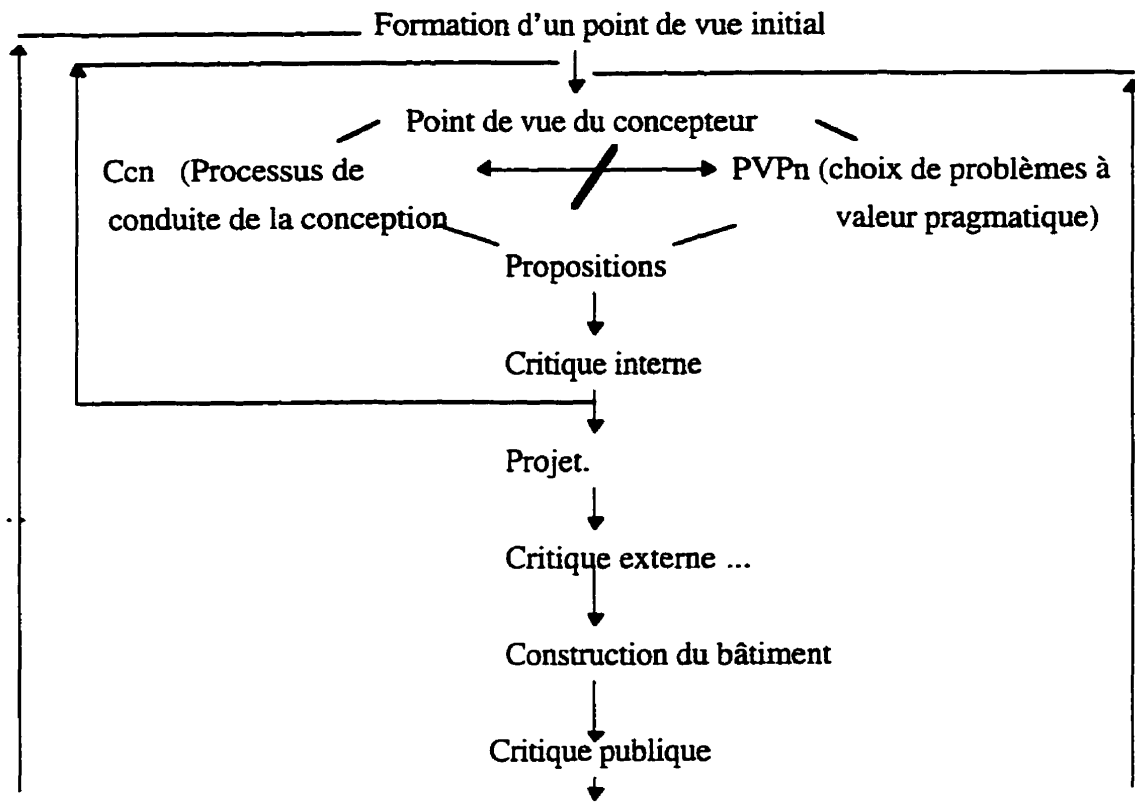 Formation d'un point de vue initial
Point de vue du concepteur
Ccn (Processus de
conduite de la conception
PVPn (choix de problèmes à
valeur pragmatique)
Propositions
Critique interne
Projet.
Critique externe ...
Construction du bâtiment
Critique publique